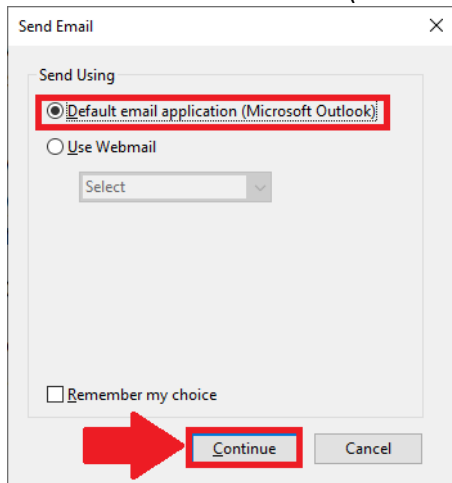 Send Email
Send Using
Default email application (Microsoft Outlook)
Use Webmail
Select
Remember my choice
Continue
Cancel